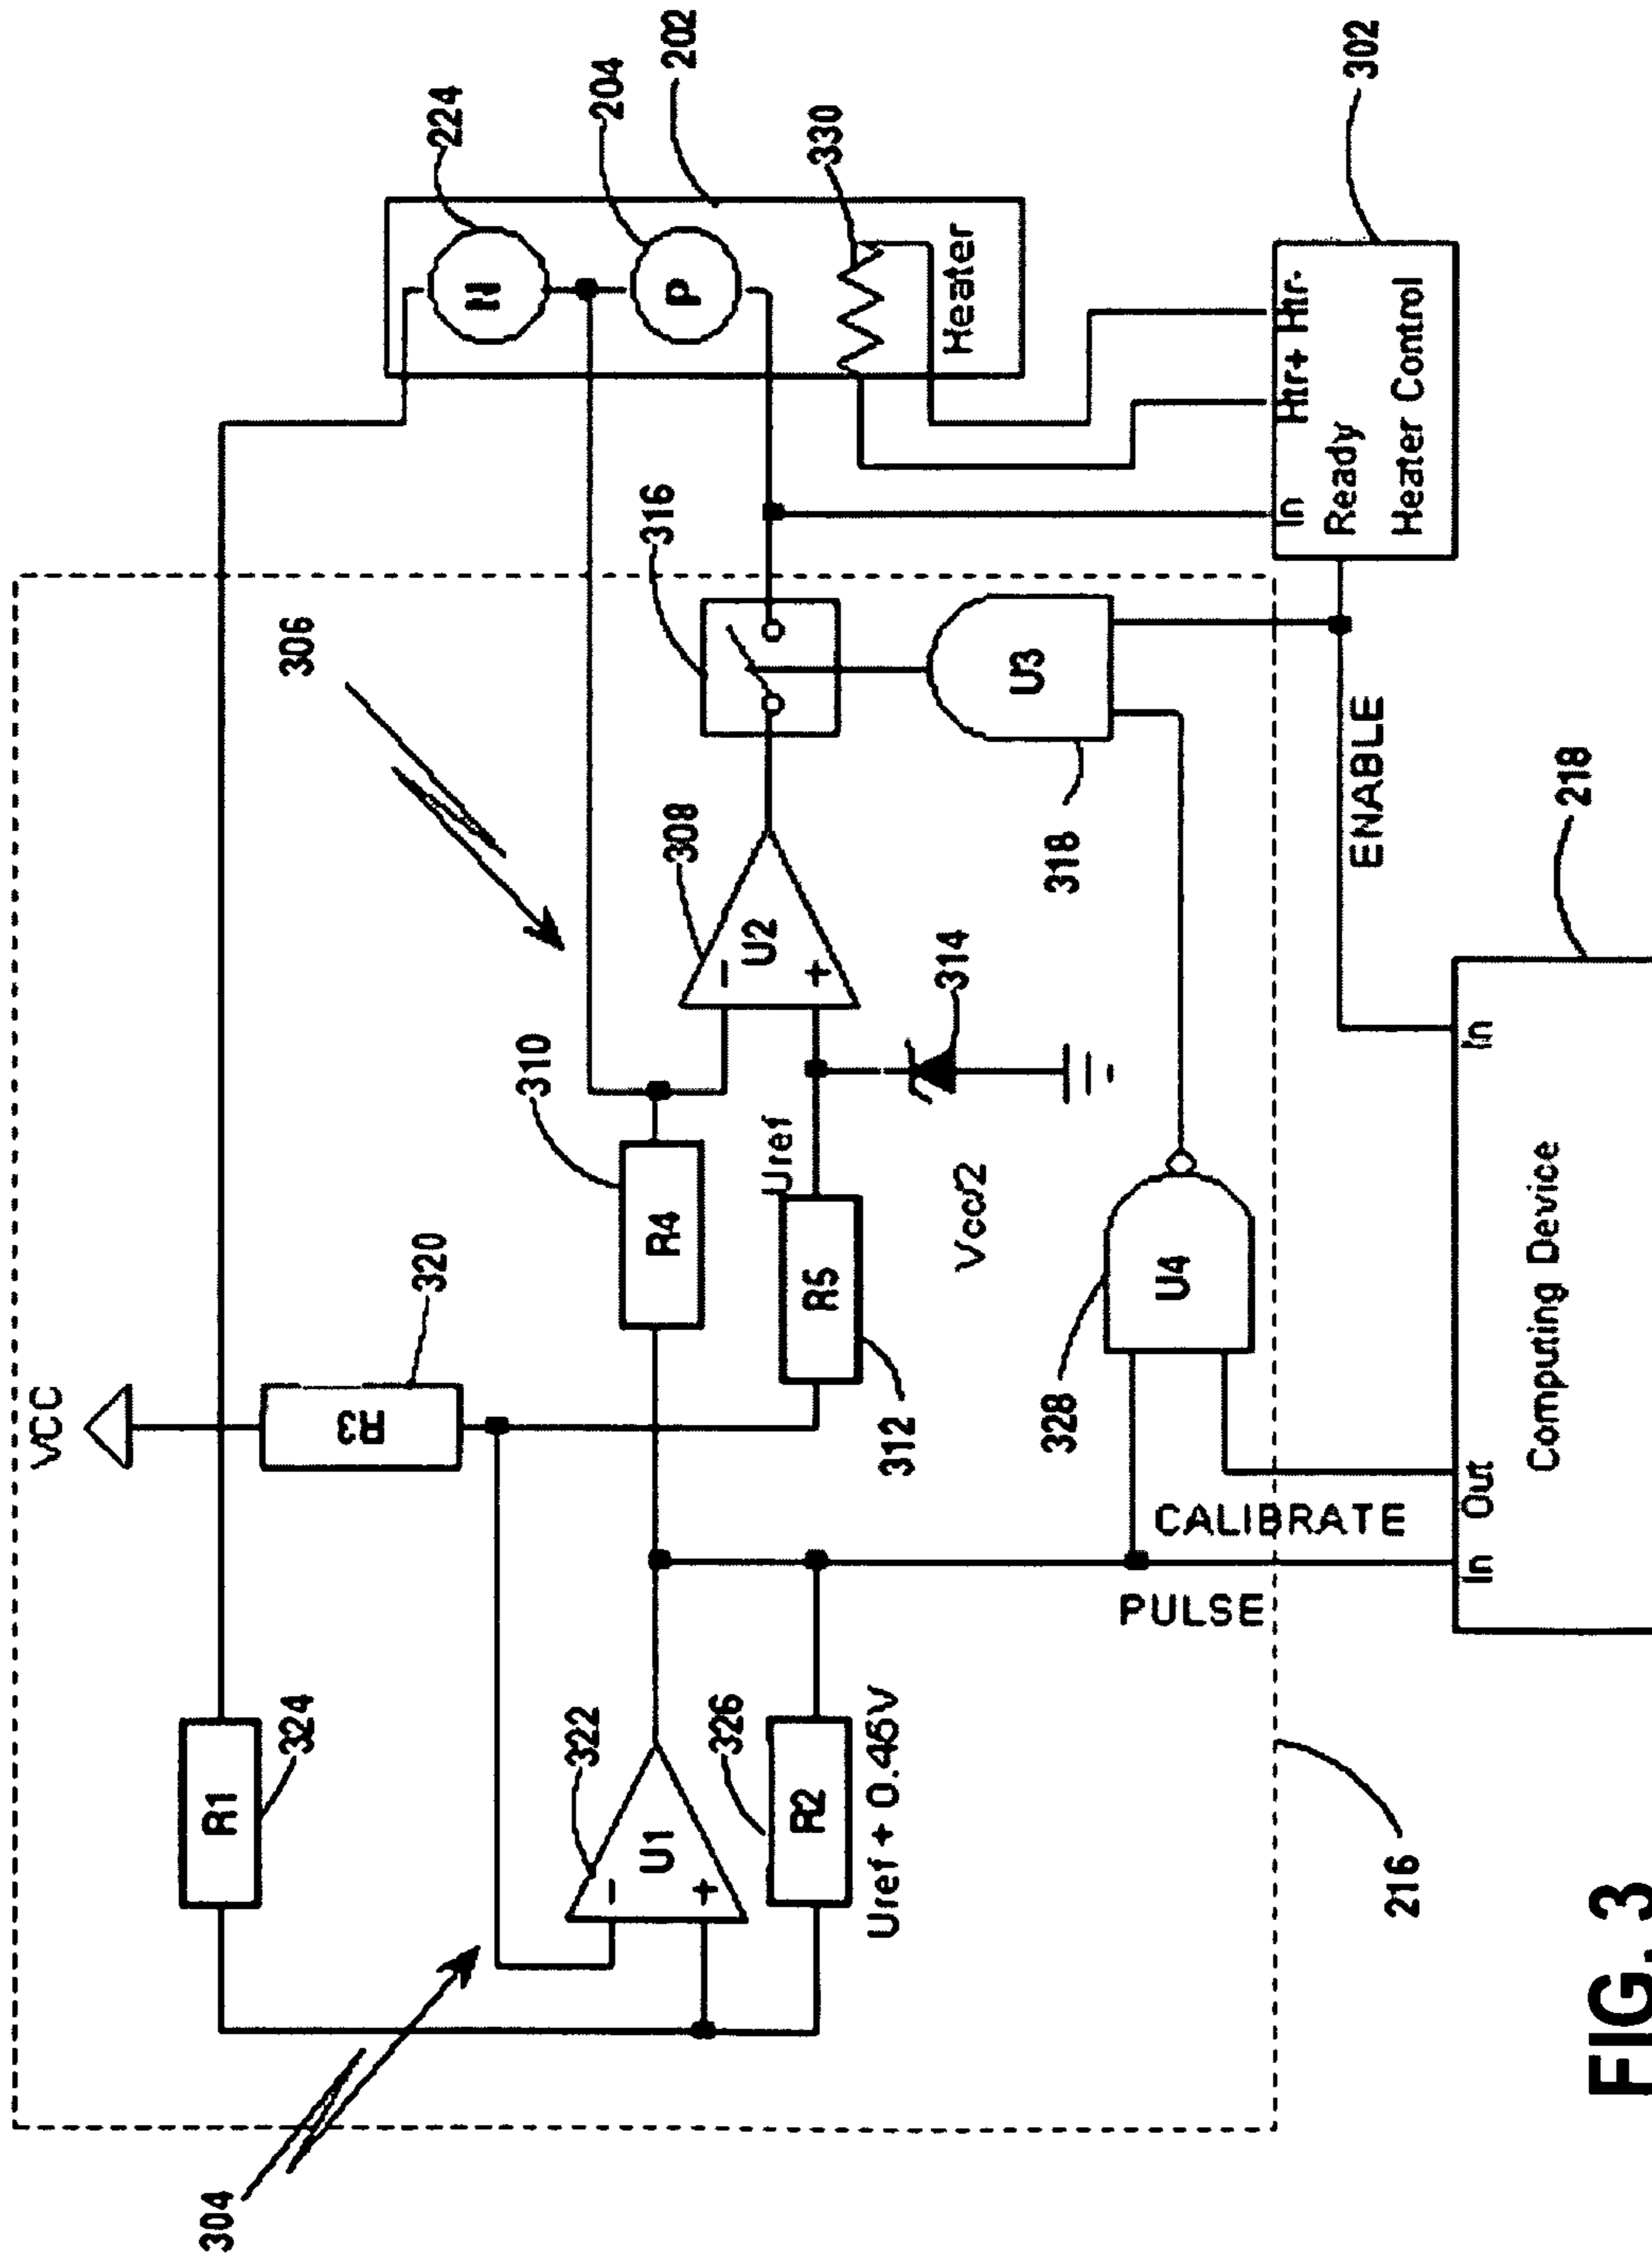 304
R1
324
VCC
R3
320
306
322
U1
−
+
326
R2
Uref + 0.45V
R4
310
Uref
R5
312
Vcc/2
314
308
U2
−
+
316
224
N
204
P
202
330
Heater
U3
318
U4
328
CALIBRATE
PULSE
216
ENABLE
In
Htr+
Htr-
Ready
Heater Control
302
In
Out
In
Computing Device
218
FIG. 3